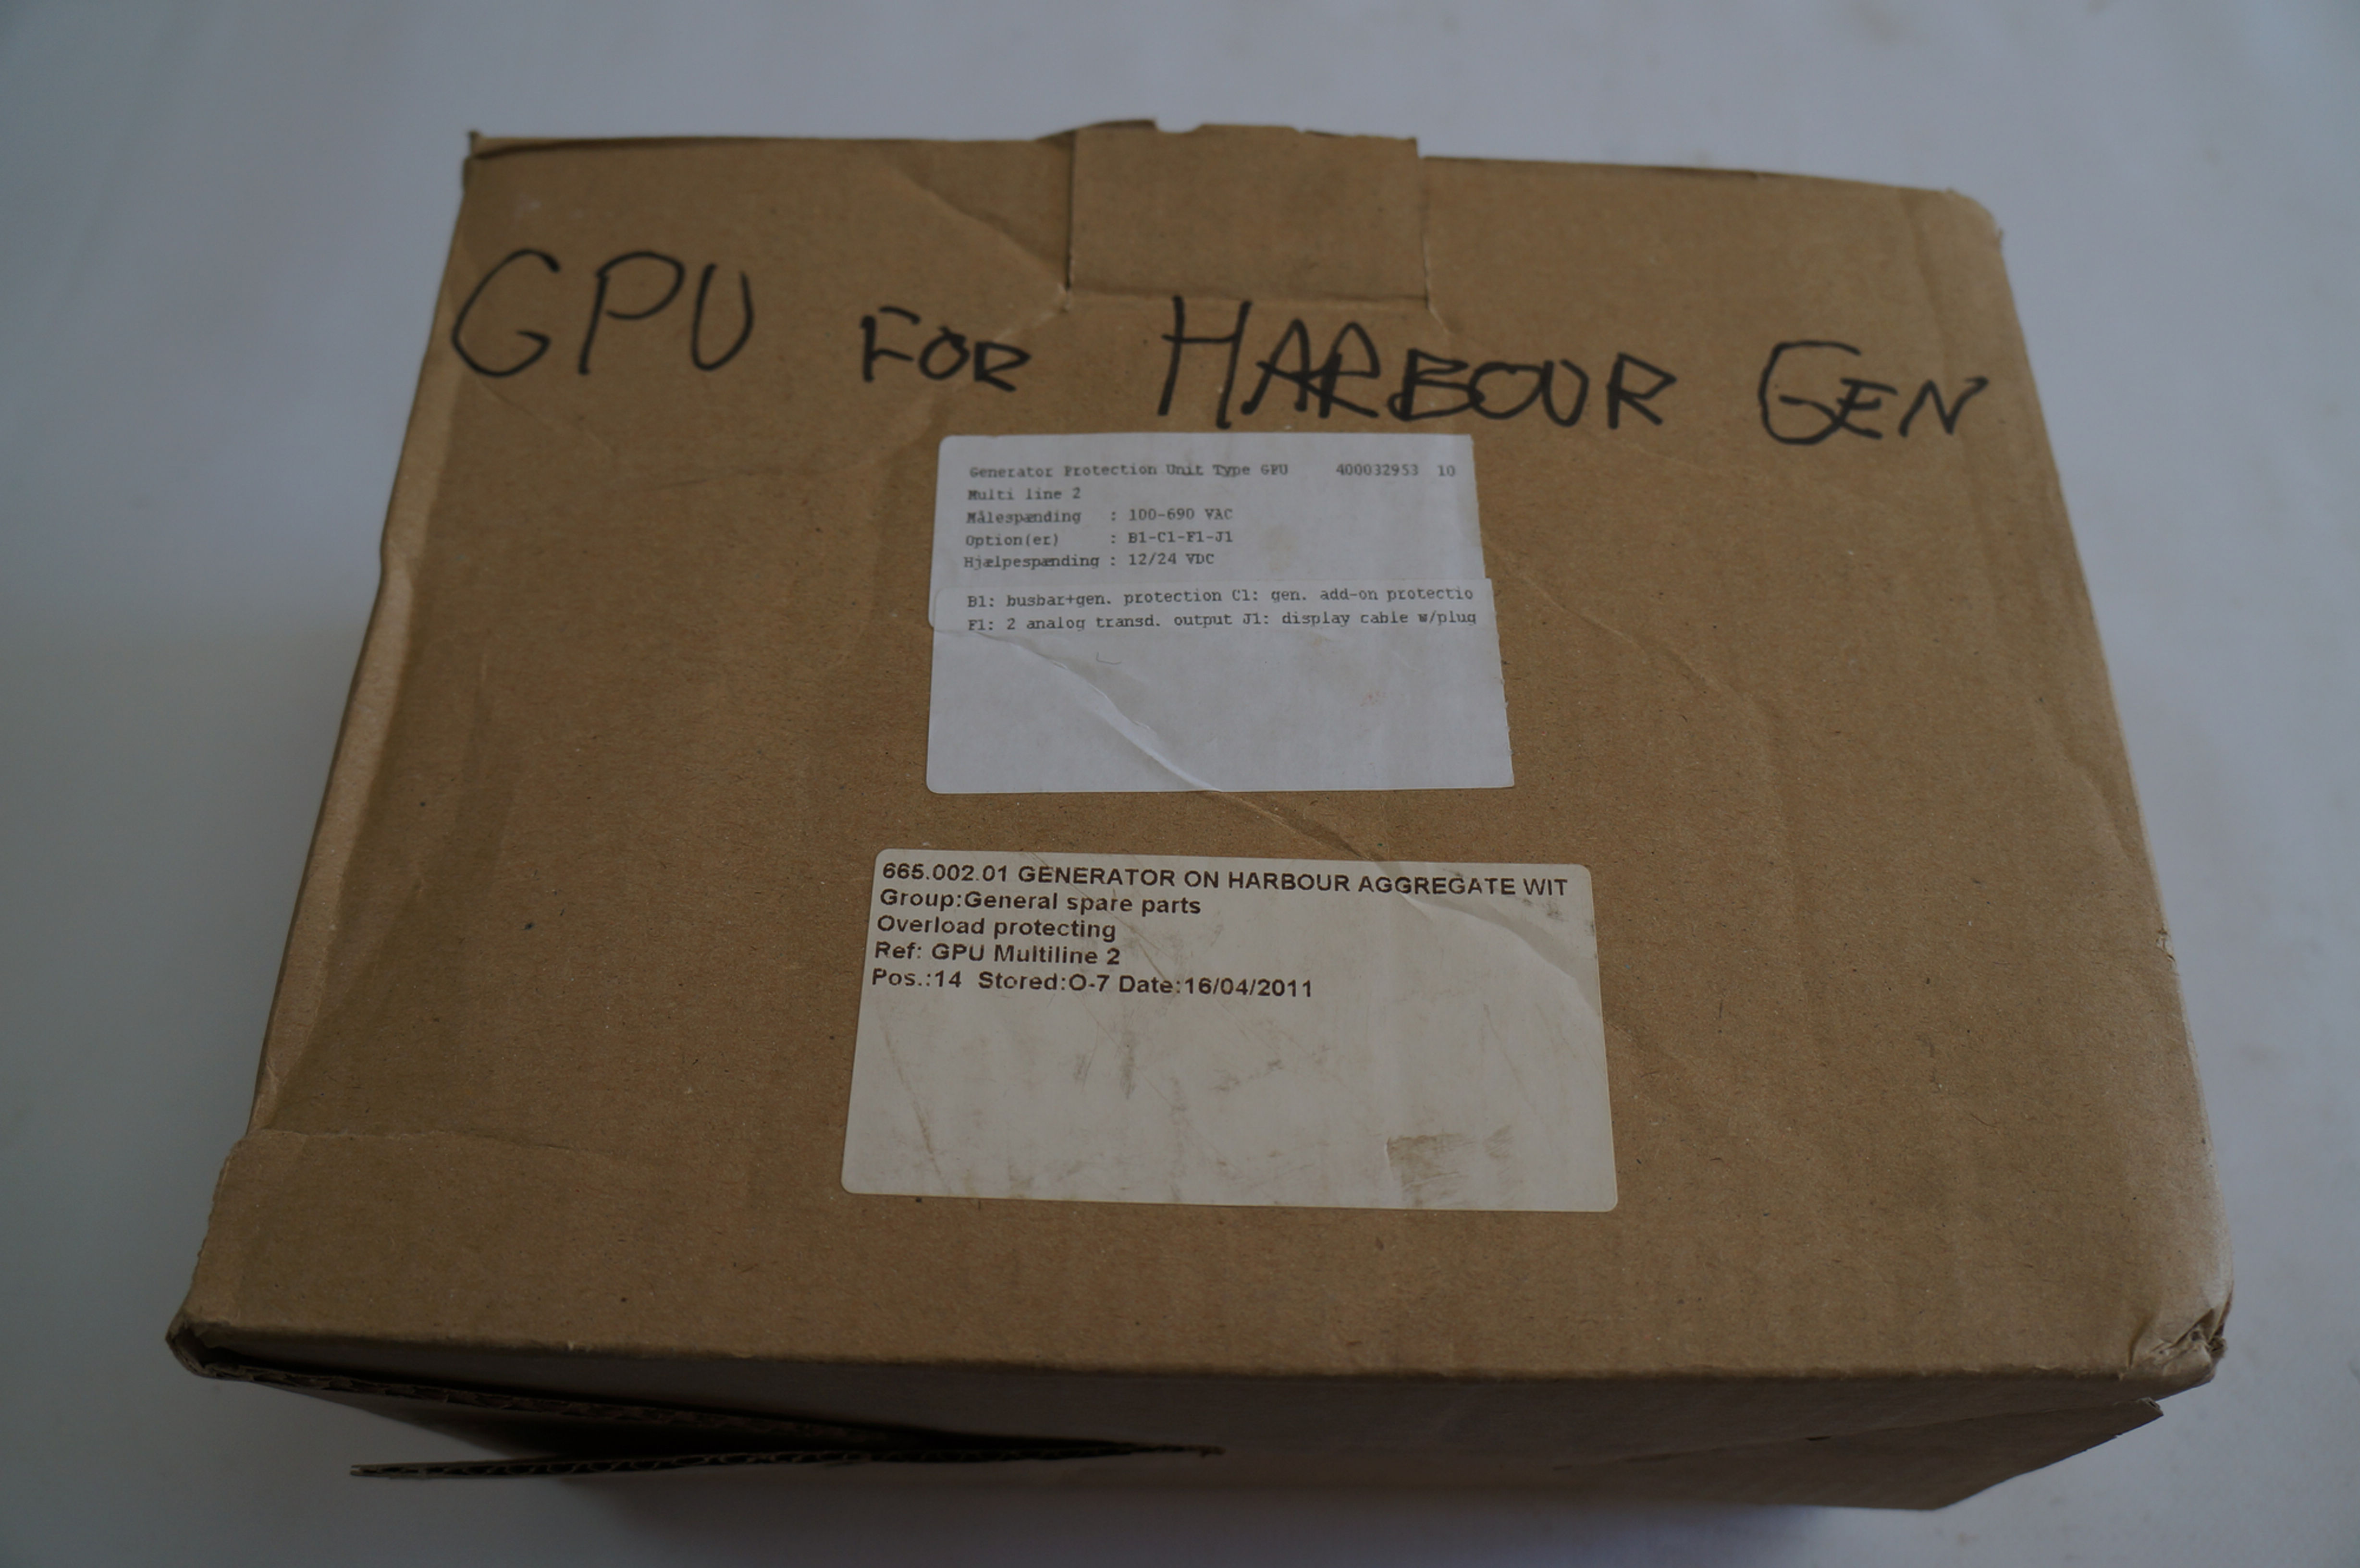 GPU FOR HARBOUR GEN
Generator Protection Unit Type GPU 400032953 10
Multi line 2
Målespænding : 100-690 VAC
Option(er) : B1-C1-F1-J1
Hjælpespænding : 12/24 VDC
B1: busbar+gen. protection C1: gen. add-on protectio
F1: 2 analog transd. output J1: display cable w/plug
665.002.01 GENERATOR ON HARBOUR AGGREGATE WIT
Group:General spare parts
Overload protecting
Ref: GPU Multiline 2
Pos.:14 Stored:O-7 Date:16/04/2011